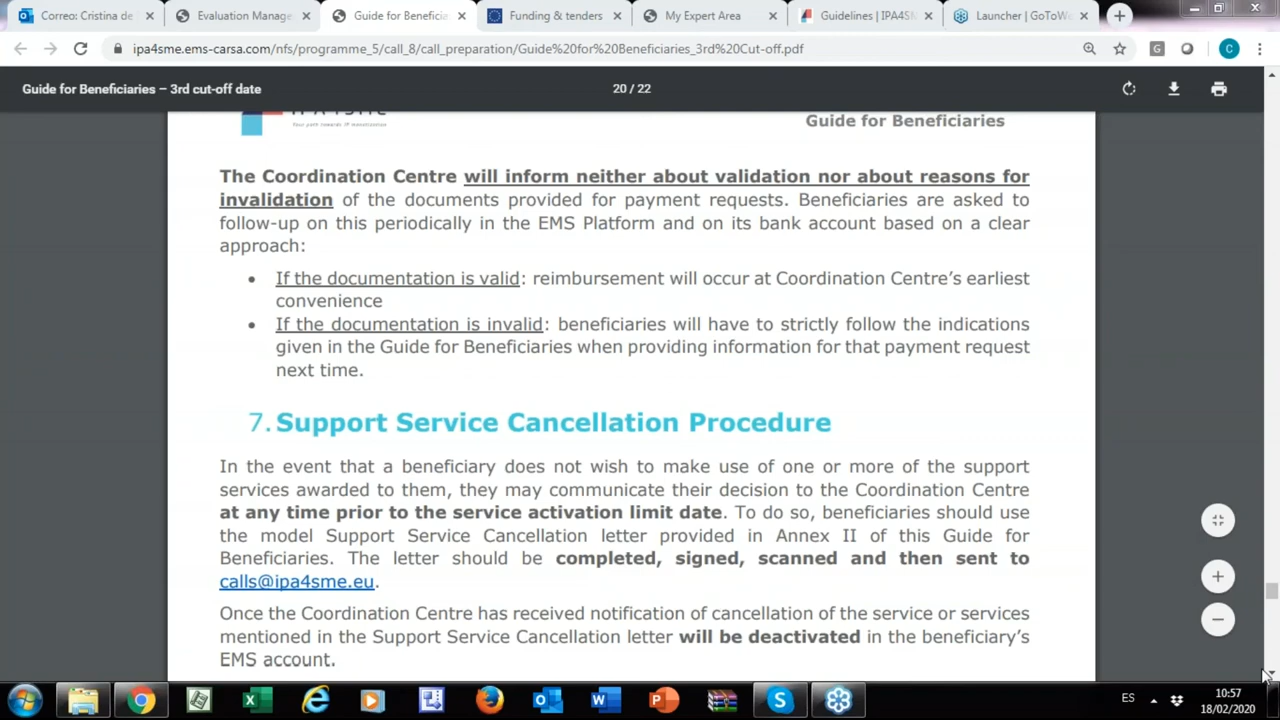 Correo: Cristina de
Evaluation Manage
Guide for Beneficia
Funding & tenders
My Expert Area
Guidelines | IPA4SM
Launcher | GoToWe
ipa4sme.ems-carsa.com/nfs/programme_5/call_8/call_preparation/Guide%20for%20Beneficiaries_3rd%20Cut-off.pdf
G
C
Guide for Beneficiaries – 3rd cut-off date
20 / 22
Your path towards IP monetisation
Guide for Beneficiaries
The Coordination Centre will inform neither about validation nor about reasons for
invalidation of the documents provided for payment requests. Beneficiaries are asked to
follow-up on this periodically in the EMS Platform and on its bank account based on a clear
approach:
• If the documentation is valid: reimbursement will occur at Coordination Centre's earliest
convenience
• If the documentation is invalid: beneficiaries will have to strictly follow the indications
given in the Guide for Beneficiaries when providing information for that payment request
next time.
7. Support Service Cancellation Procedure
In the event that a beneficiary does not wish to make use of one or more of the support
services awarded to them, they may communicate their decision to the Coordination Centre
at any time prior to the service activation limit date. To do so, beneficiaries should use
the model Support Service Cancellation letter provided in Annex II of this Guide for
Beneficiaries. The letter should be completed, signed, scanned and then sent to
calls@ipa4sme.eu.
Once the Coordination Centre has received notification of cancellation of the service or services
mentioned in the Support Service Cancellation letter will be deactivated in the beneficiary's
EMS account.
ES
10:57
18/02/2020